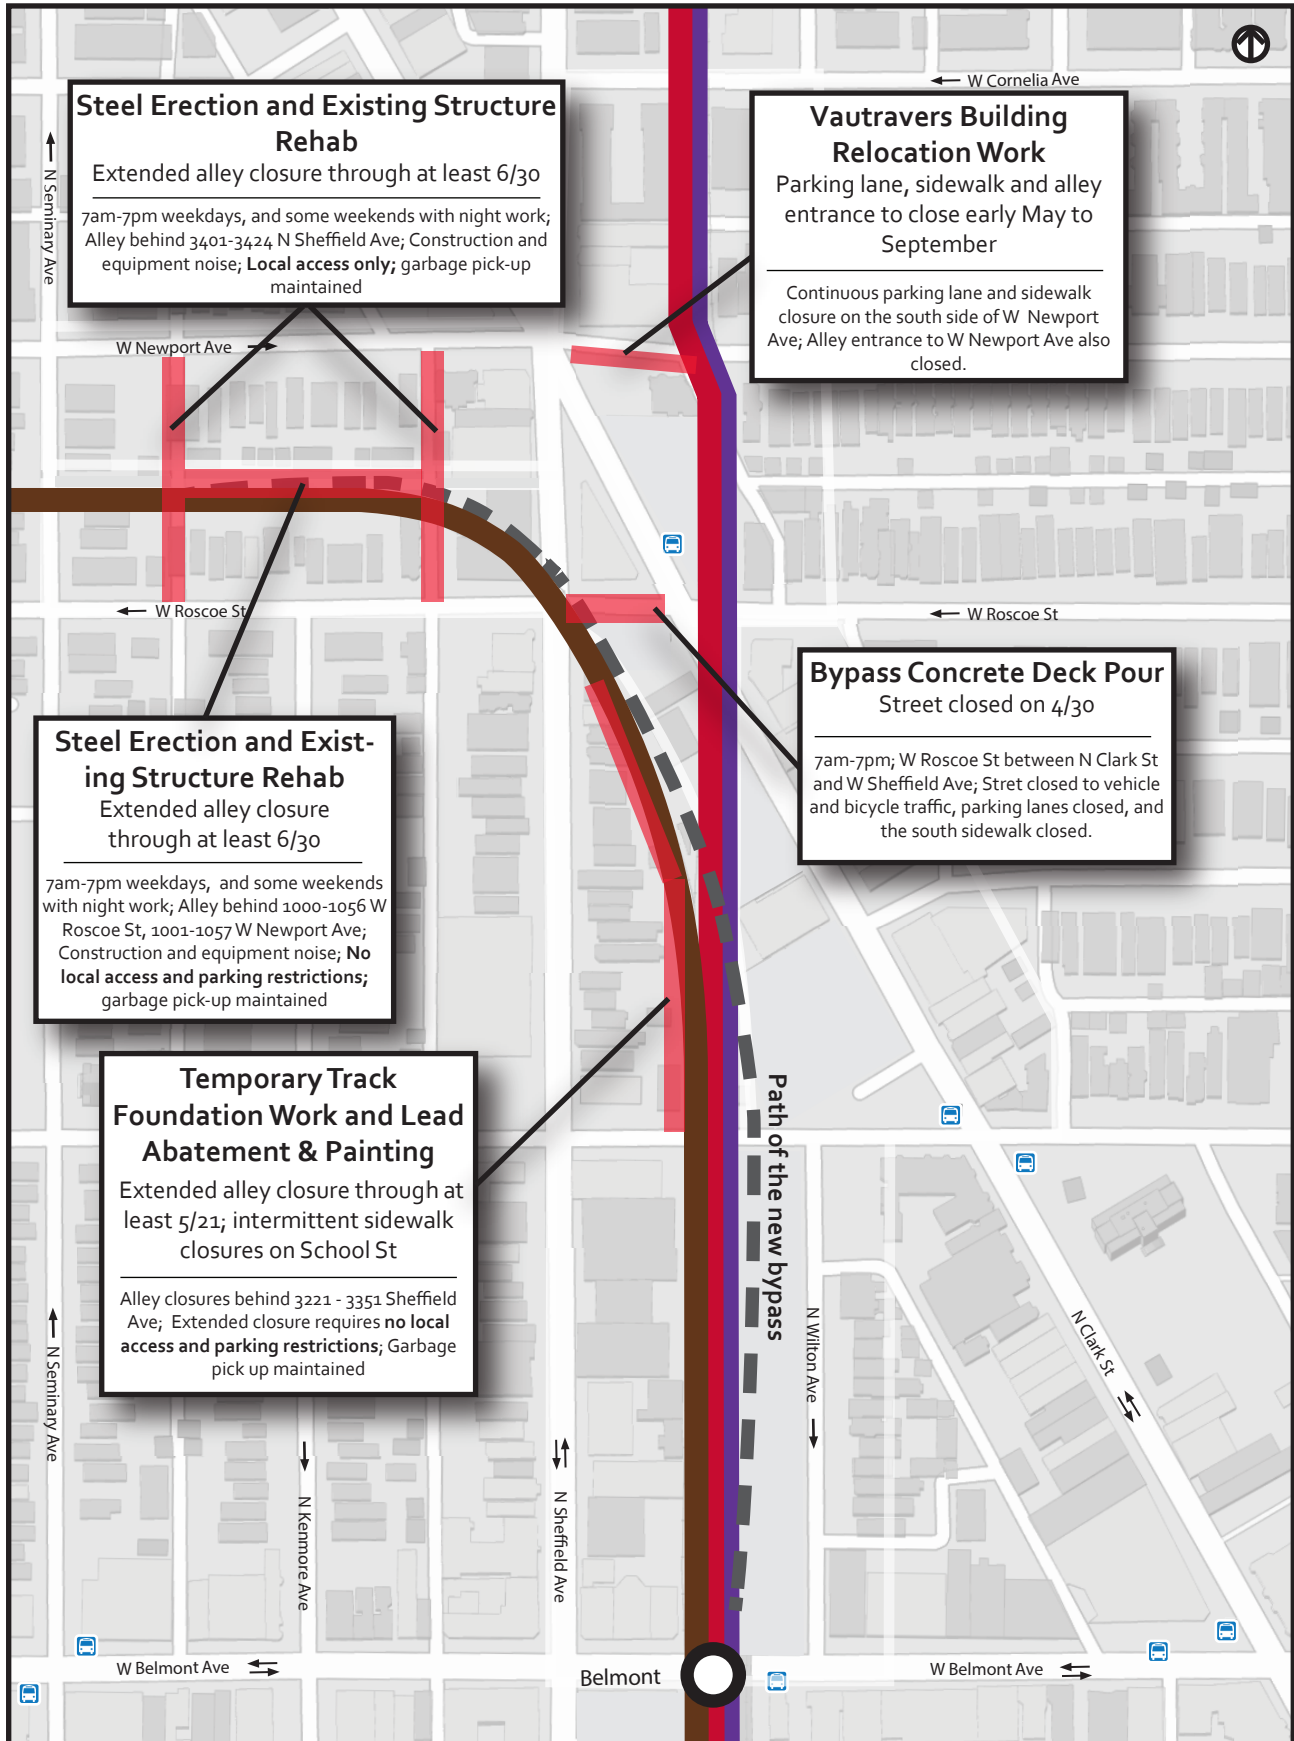 W Cornelia Ave
Steel Erection and Existing Structure
Rehab
Extended alley closure through at least 6/30
7am-7pm weekdays, and some weekends with night work;
Alley behind 3401-3424 N Sheffield Ave; Construction and
equipment noise; Local access only; garbage pick-up
maintained
Vautravers Building
Relocation Work
Parking lane, sidewalk and alley
entrance to close early May to
September
Continuous parking lane and sidewalk
closure on the south side of W Newport
Ave; Alley entrance to W Newport Ave also
closed.
N Seminary Ave
W Newport Ave
W Roscoe St
W Roscoe St
Bypass Concrete Deck Pour
Street closed on 4/30
7am-7pm; W Roscoe St between N Clark St
and W Sheffield Ave; Stret closed to vehicle
and bicycle traffic, parking lanes closed, and
the south sidewalk closed.
Steel Erection and Exist-
ing Structure Rehab
Extended alley closure
through at least 6/30
7am-7pm weekdays, and some weekends
with night work; Alley behind 1000-1056 W
Roscoe St, 1001-1057 W Newport Ave;
Construction and equipment noise; No
local access and parking restrictions;
garbage pick-up maintained
Temporary Track
Foundation Work and Lead
Abatement & Painting
Extended alley closure through at
least 5/21; intermittent sidewalk
closures on School St
Alley closures behind 3221 - 3351 Sheffield
Ave; Extended closure requires no local
access and parking restrictions; Garbage
pick up maintained
Path of the new bypass
N Seminary Ave
N Kenmore Ave
N Sheffield Ave
N Wilton Ave
N Clark St
W Belmont Ave
Belmont
W Belmont Ave